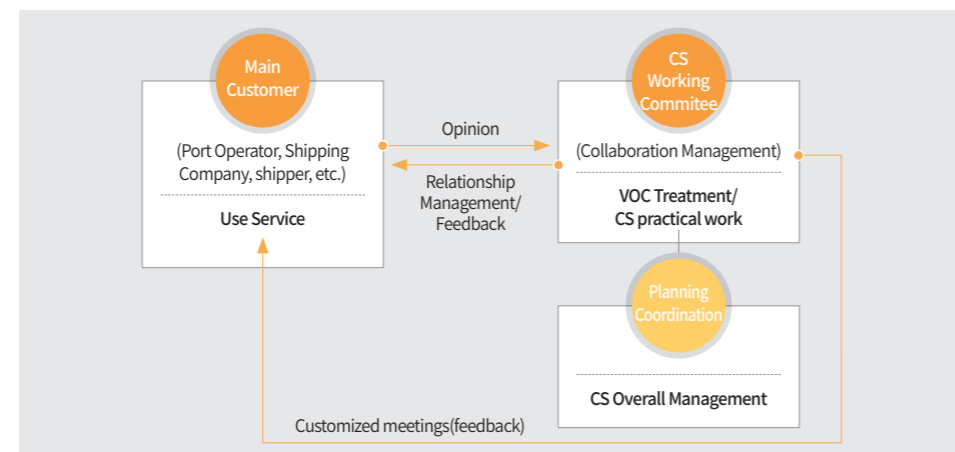 Main
Customer
(Port Operator, Shipping
Company, shipper, etc.)
Use Service
Opinion
Relationship
Management/
Feedback
CS
Working
Commitee
(Collaboration Management)
VOC Treatment/
CS practical work
Planning
Coordination
CS Overall Management
Customized meetings(feedback)